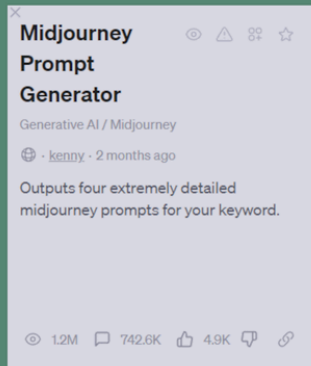 Midjourney
Prompt
Generator
Generative AI / Midjourney
· kenny · 2 months ago
Outputs four extremely detailed
midjourney prompts for your keyword.
1.2M 742.6K 4.9K